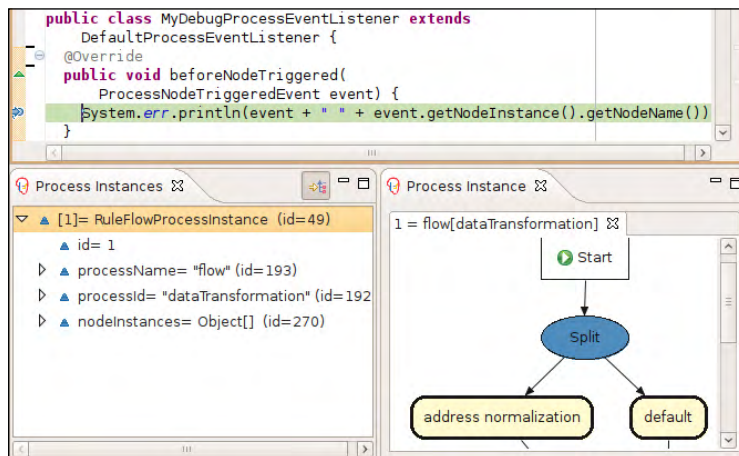 public class MyDebugProcessEventListener extends
DefaultProcessEventListener {
@Override
public void beforeNodeTriggered(
ProcessNodeTriggeredEvent event) {
System.err.println(event + " " + event.getNodeInstance().getNodeName())
}
Process Instances
[1]= RuleFlowProcessInstance (id=49)
id= 1
processName= "flow" (id=193)
processId= "dataTransformation" (id=192
nodeInstances= Object[] (id=270)
Process Instance
1 = flow[dataTransformation]
Start
Split
address normalization
default